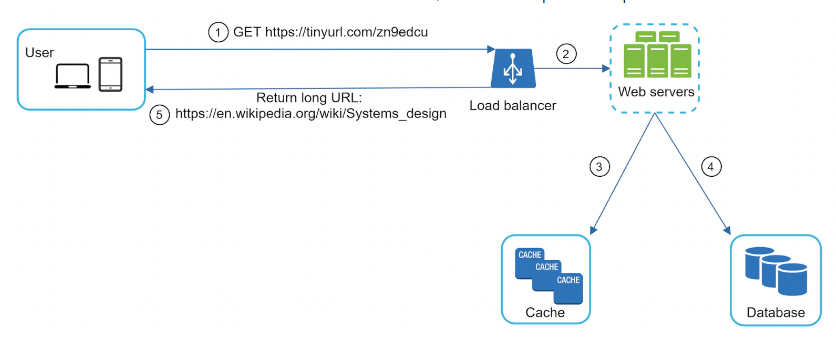 1 GET https://tinyurl.com/zn9edcu
User
2
Web servers
Load balancer
Return long URL:
5 https://en.wikipedia.org/wiki/Systems_design
3
4
CACHE
CACHE
CACHE
Cache
Database